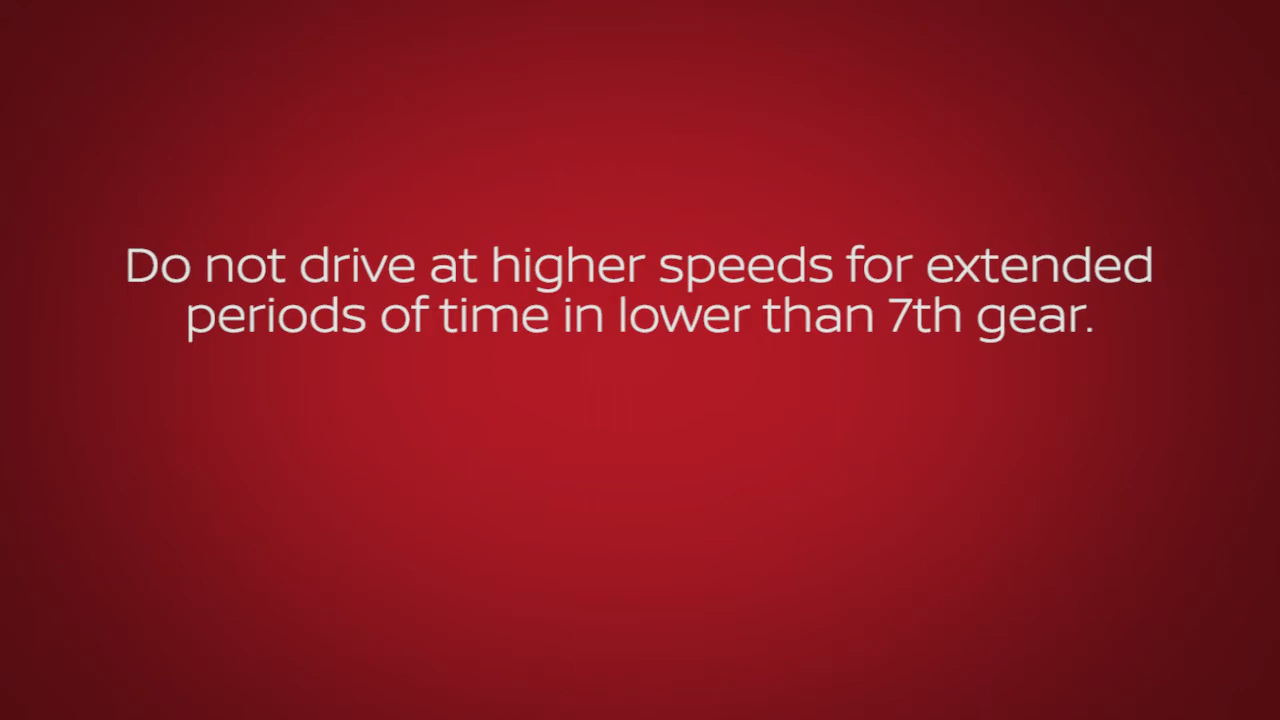 Do not drive at higher speeds for extended
periods of time in lower than 7th gear.